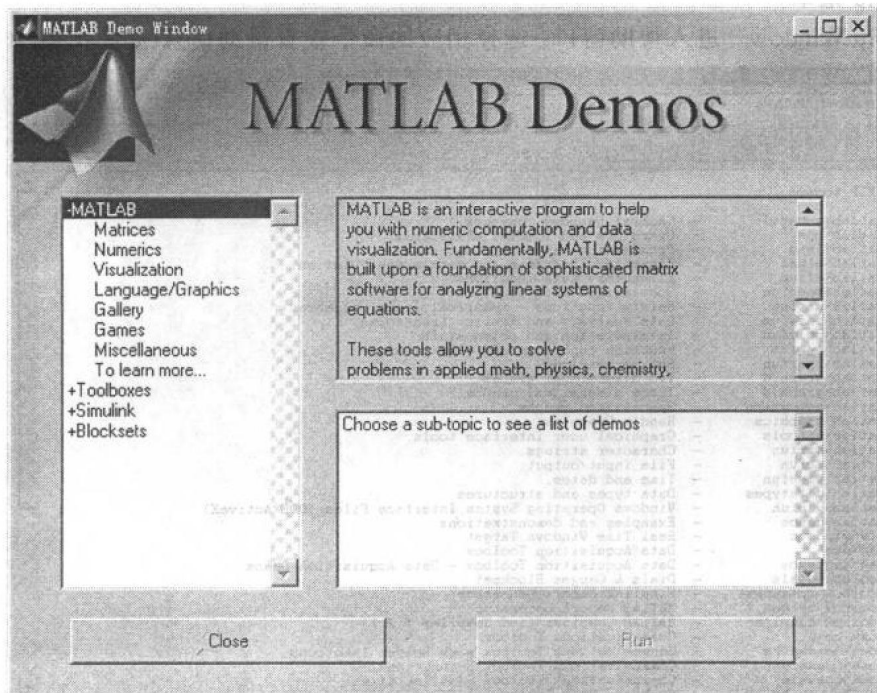 MATLAB Demo Window
MATLAB Demos
-MATLAB
Matrices
Numerics
Visualization
Language/Graphics
Gallery
Games
Miscellaneous
To learn more...
+Toolboxes
+Simulink
+Blocksets
MATLAB is an interactive program to help
you with numeric computation and data
visualization. Fundamentally, MATLAB is
built upon a foundation of sophisticated matrix
software for analyzing linear systems of
equations.
These tools allow you to solve
problems in applied math, physics, chemistry,
Choose a sub-topic to see a list of demos
Close
Run